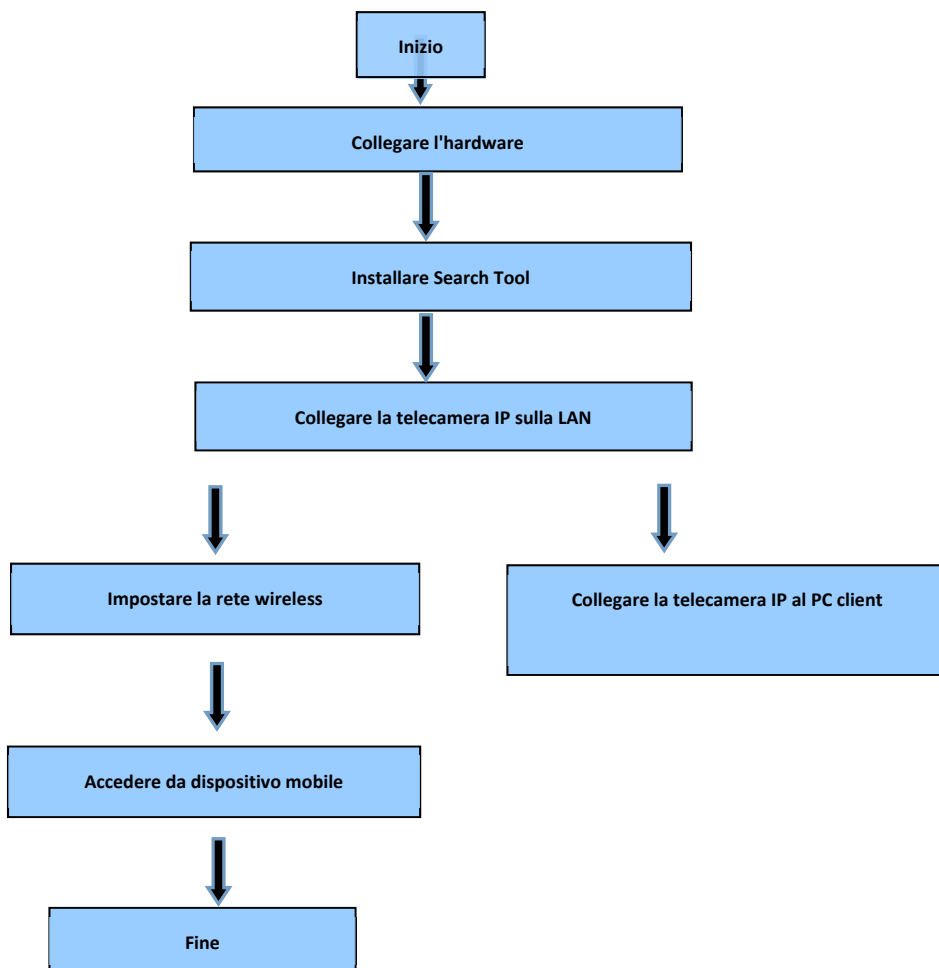 Inizio
Collegare l'hardware
Installare Search Tool
Collegare la telecamera IP sulla LAN
Impostare la rete wireless
Collegare la telecamera IP al PC client
Accedere da dispositivo mobile
Fine